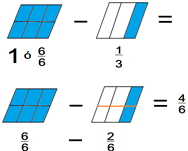 − =
1 ó 6/6 1/3
− = 4/6
6/6 − 2/6